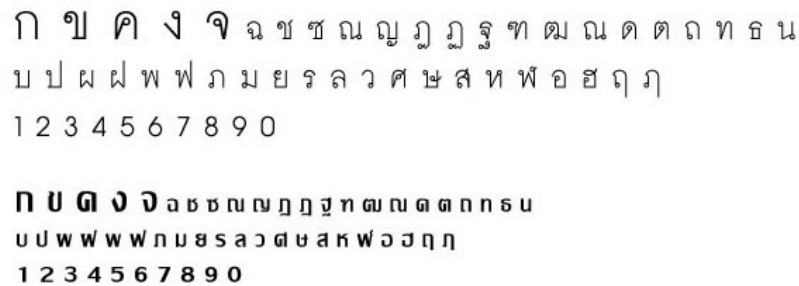 ก ข ค ง จ ฉ ช ซ ณ ญ ฎ ฏ ฐ ฑ ฒ ณ ด ต ถ ท ธ น
บ ป ผ ฝ พ ฟ ภ ม ย ร ล ว ศ ษ ส ห ฬ อ ฮ ฤ ฦ
1 2 3 4 5 6 7 8 9 0
ก ข ค ง จ ฉ ช ซ ณ ญ ฎ ฏ ฐ ฑ ฒ ณ ด ต ถ ท ธ น
บ ป ผ ฝ พ ฟ ภ ม ย ร ล ว ศ ษ ส ห ฬ อ ฮ ฤ ฦ
1 2 3 4 5 6 7 8 9 0